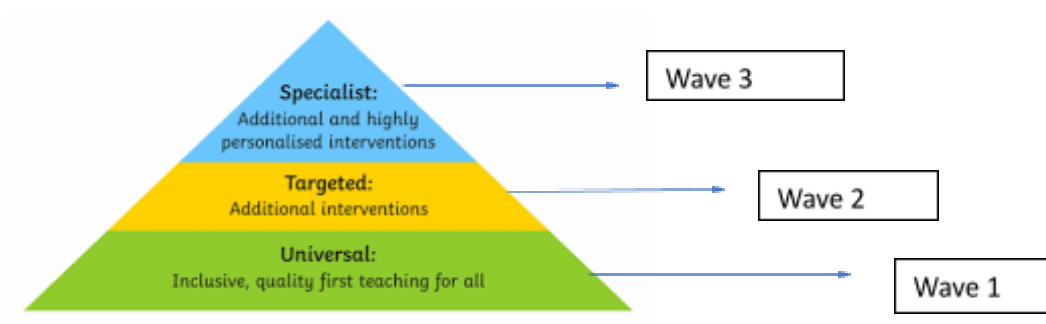 Specialist:
Additional and highly
personalised interventions
Wave 3
Targeted:
Additional interventions
Wave 2
Universal:
Inclusive, quality first teaching for all
Wave 1